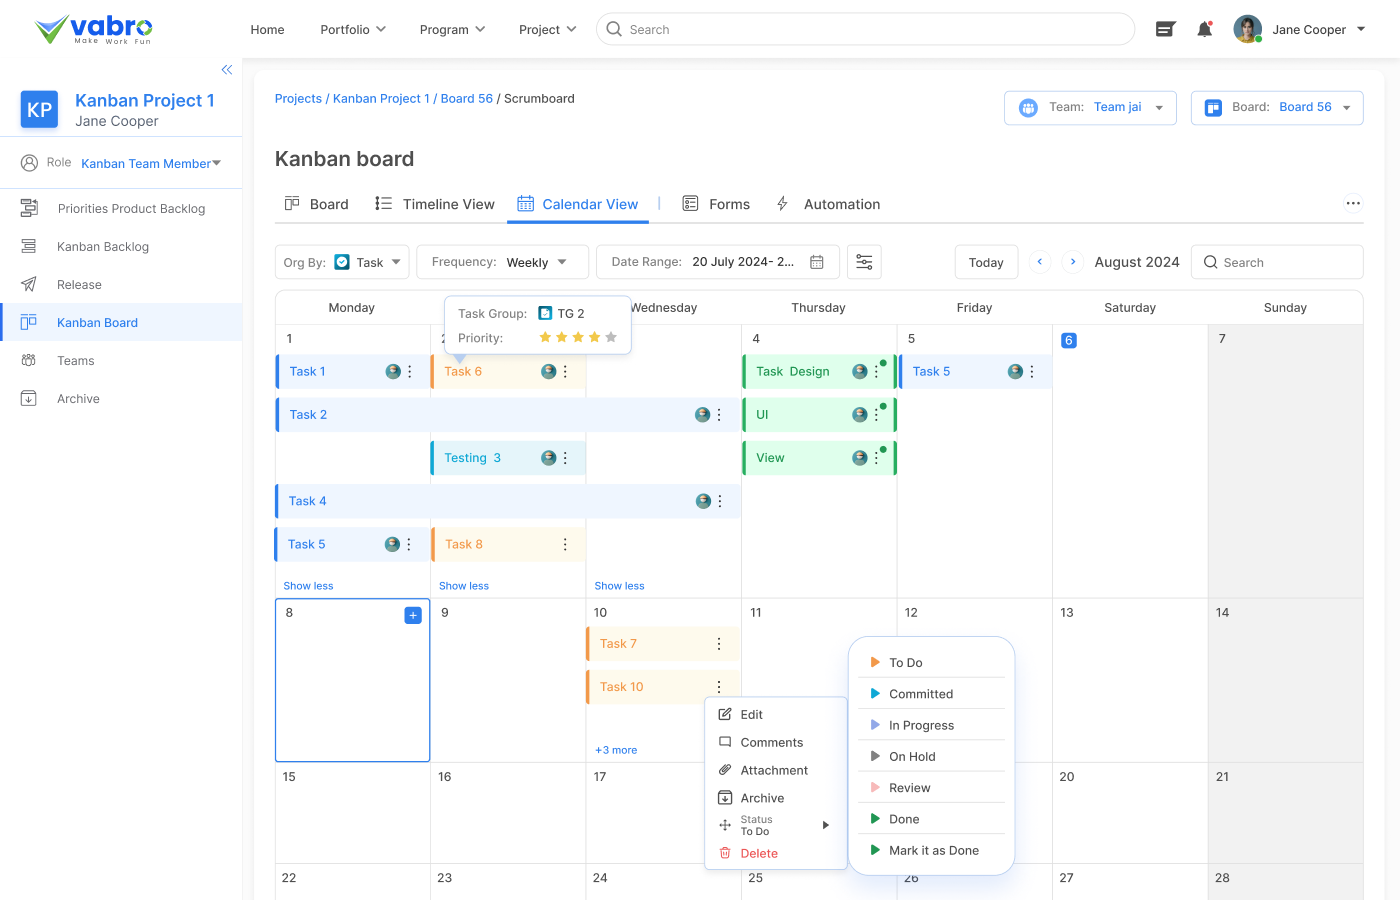 vabro
Make Work Fun
Home
Portfolio
Program
Project
Search
Jane Cooper
KP
Kanban Project 1
Jane Cooper
Role Kanban Team Member
Priorities Product Backlog
Kanban Backlog
Release
Kanban Board
Teams
Archive
Projects / Kanban Project 1 / Board 56 / Scrumboard
Team: Team jai
Board: Board 56
Kanban board
Board
Timeline View
Calendar View
Forms
Automation
Org By: Task
Frequency: Weekly
Date Range: 20 July 2024- 2...
Today
August 2024
Search
Monday
Wednesday
Thursday
Friday
Saturday
Sunday
Task Group: TG 2
Priority:
1
4
5
6
7
Task 1
Task 6
Task Design
Task 5
Task 2
UI
Testing 3
View
Task 4
Task 5
Task 8
Show less
Show less
Show less
8
+
9
10
11
12
13
14
Task 7
Task 10
+3 more
Edit
Comments
Attachment
Archive
Status
To Do
Delete
To Do
Committed
In Progress
On Hold
Review
Done
Mark it as Done
15
16
17
20
21
22
23
24
25
26
27
28